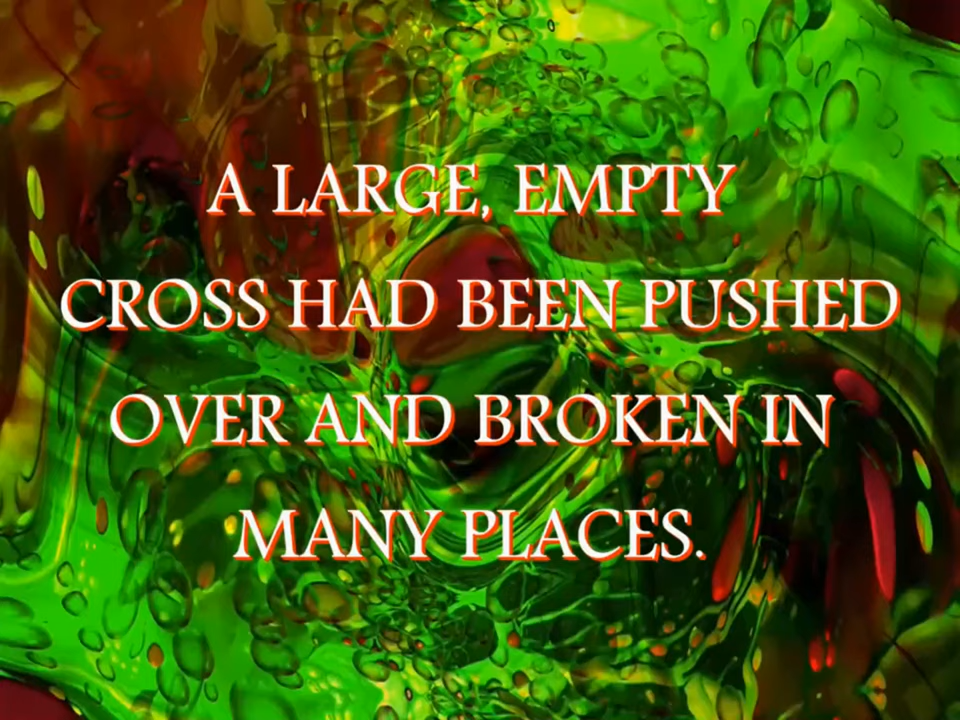 A LARGE, EMPTY
CROSS HAD BEEN PUSHED
OVER AND BROKEN IN
MANY PLACES.